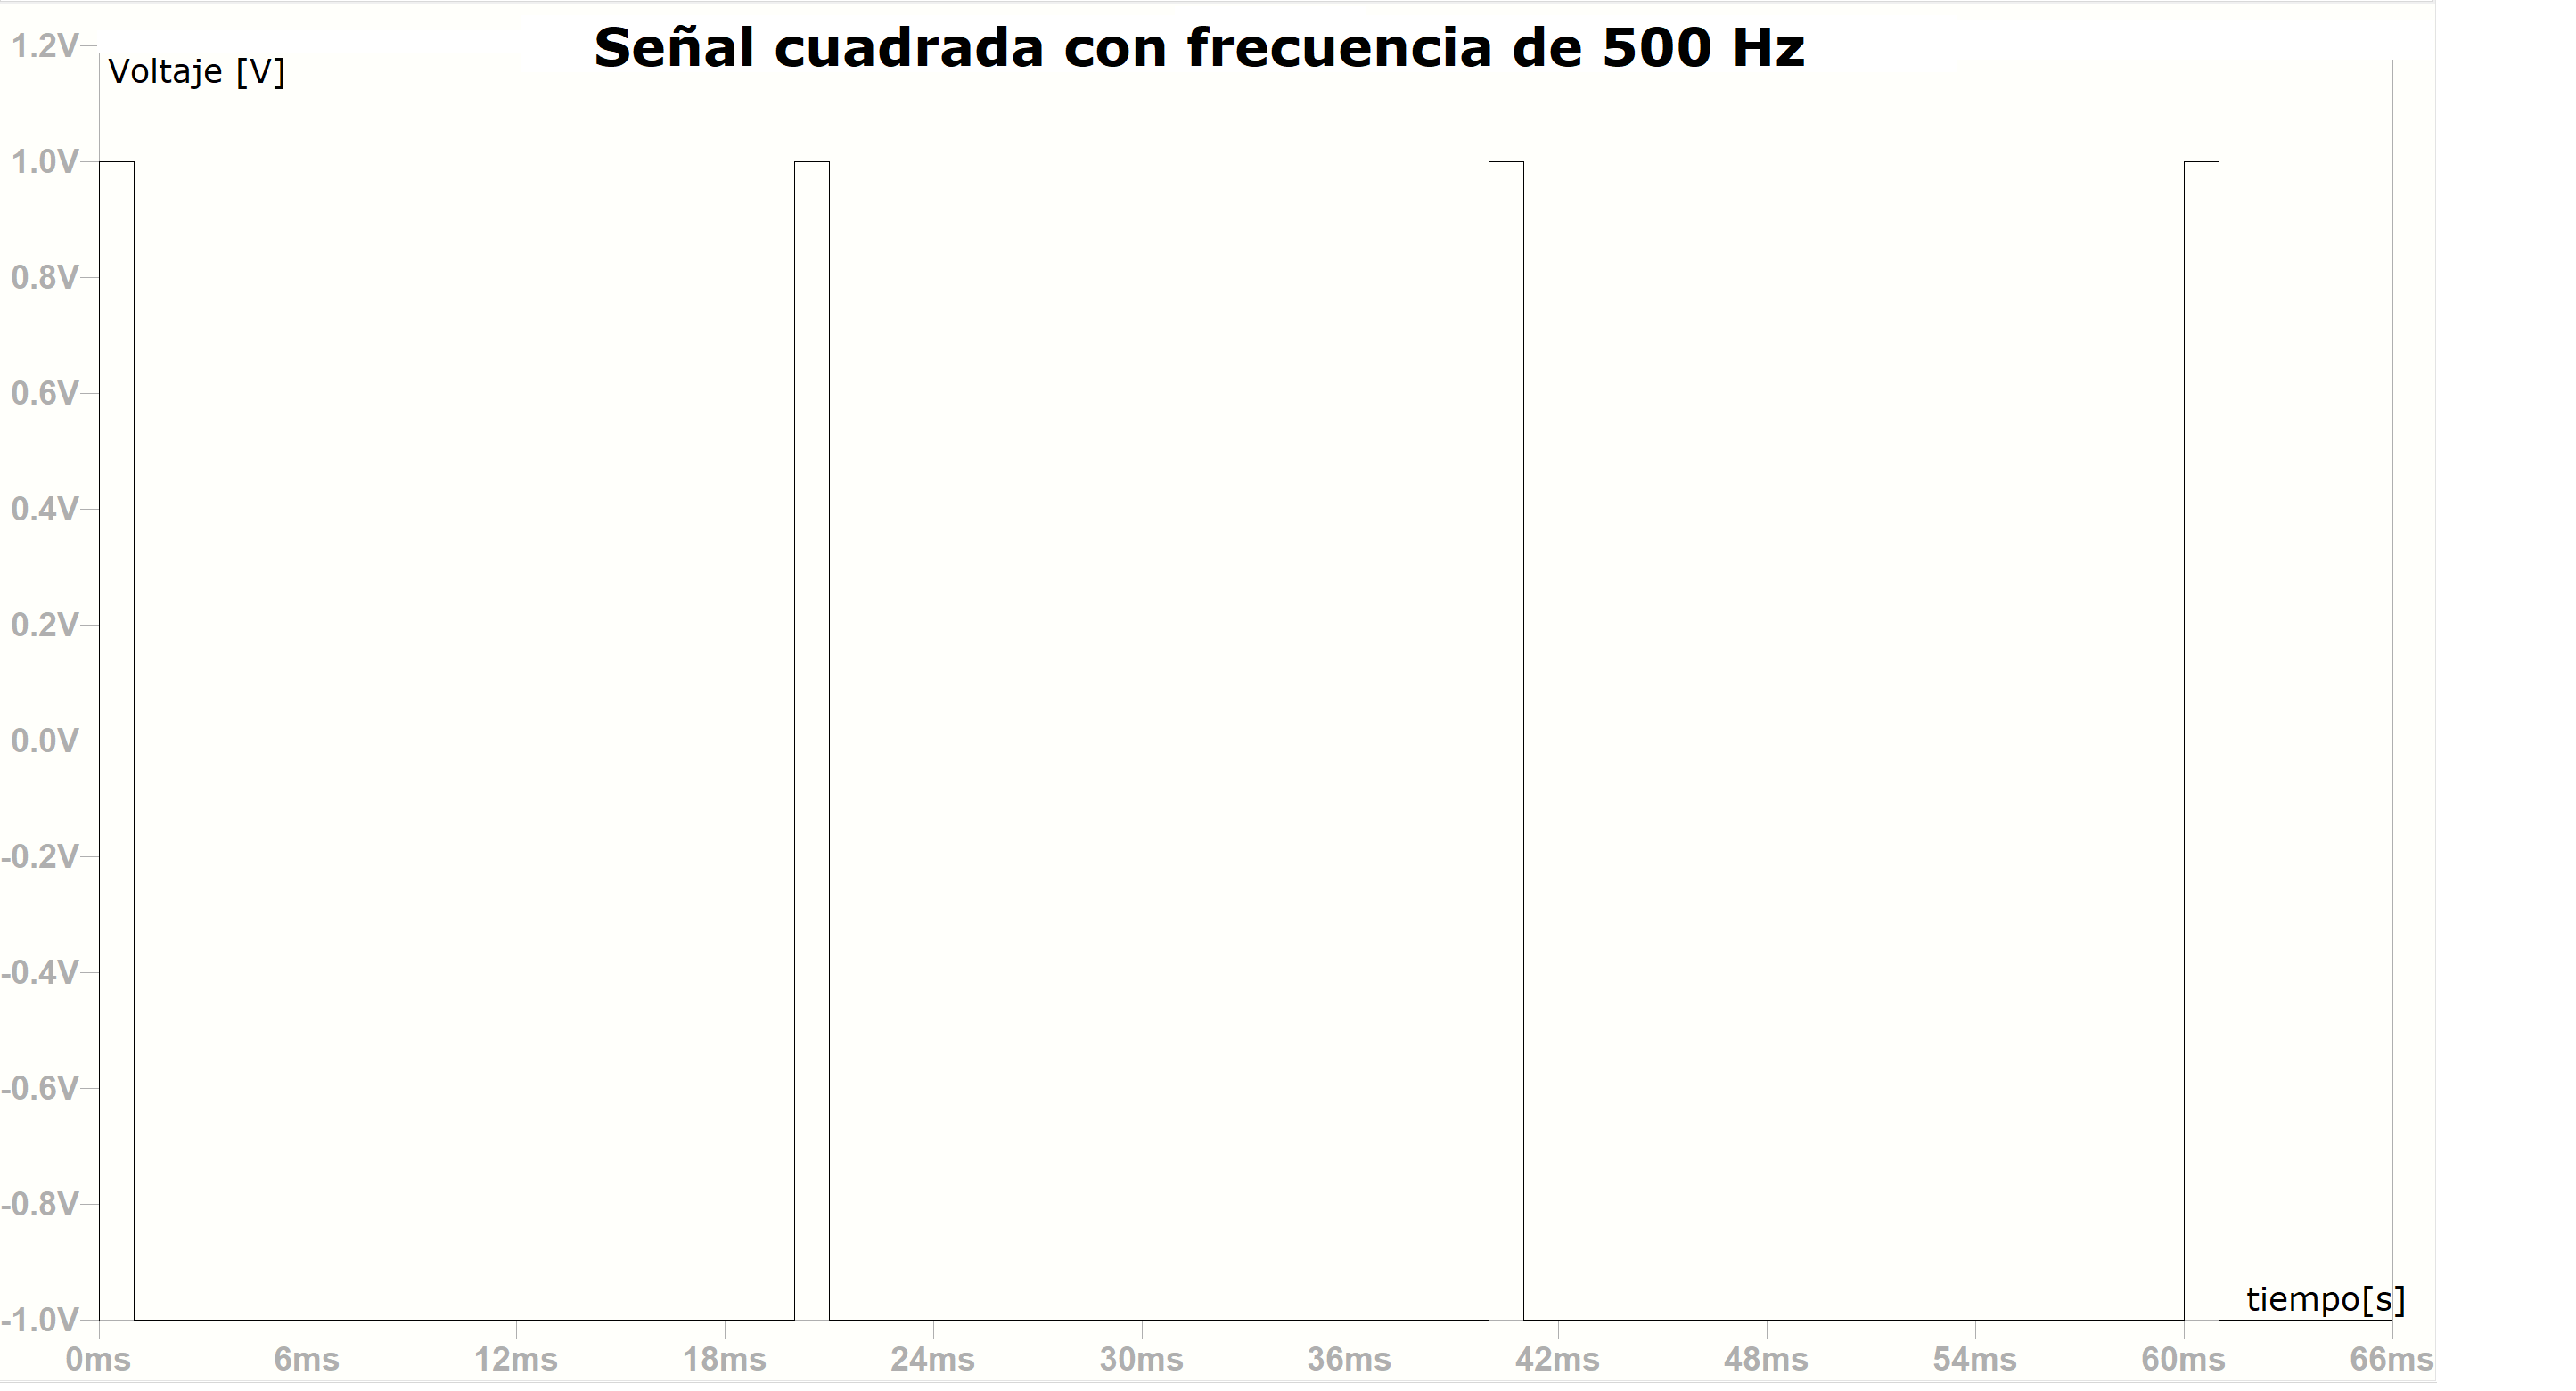 Señal cuadrada con frecuencia de 500 Hz
1.2V
Voltaje [V]
1.0V
0.8V
0.6V
0.4V
0.2V
0.0V
-0.2V
-0.4V
-0.6V
-0.8V
tiempo[s]
-1.0V
0ms 6ms 12ms 18ms 24ms 30ms 36ms 42ms 48ms 54ms 60ms 66ms